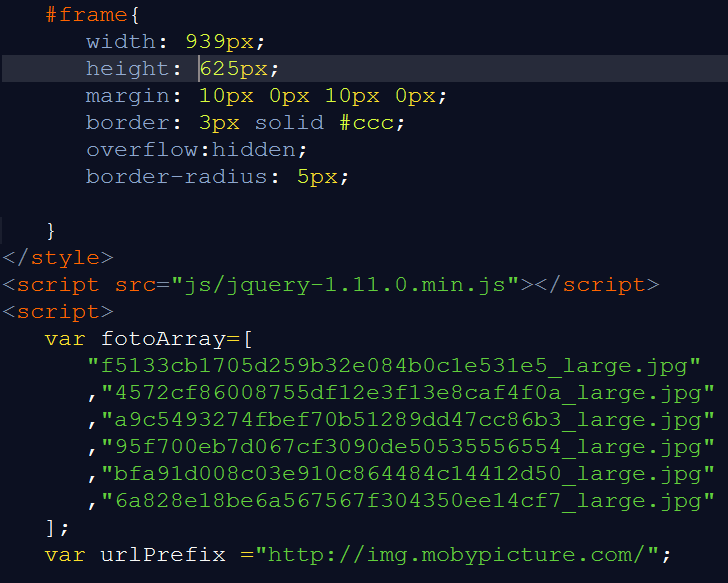 #frame{
width: 939px;
height: 625px;
margin: 10px 0px 10px 0px;
border: 3px solid #ccc;
overflow:hidden;
border-radius: 5px;
}
</style>
<script src="js/jquery-1.11.0.min.js"></script>
<script>
var fotoArray=[
"f5133cb1705d259b32e084b0c1e531e5_large.jpg"
,"4572cf86008755df12e3f13e8caf4f0a_large.jpg"
,"a9c5493274fbef70b51289dd47cc86b3_large.jpg"
,"95f700eb7d067cf3090de50535556554_large.jpg"
,"bfa91d008c03e910c864484c14412d50_large.jpg"
,"6a828e18be6a567567f304350ee14cf7_large.jpg"
];
var urlPrefix ="http://img.mobypicture.com/";